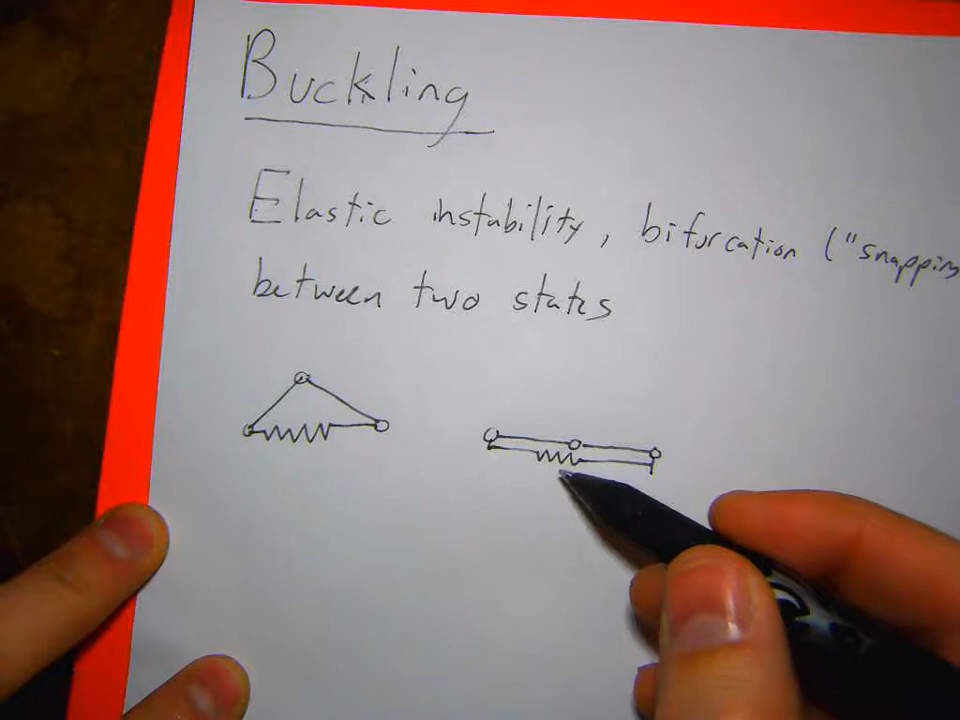 Buckling
Elastic instability, bifurcation ("snapping
between two states